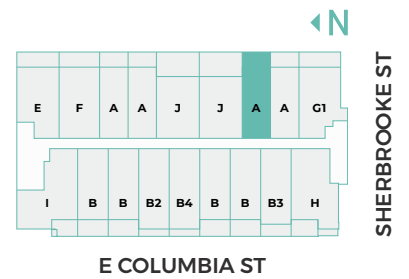 N
E F A A J J A A G1
I B B B2 B4 B B B3 H
E COLUMBIA ST
SHERBROOKE ST